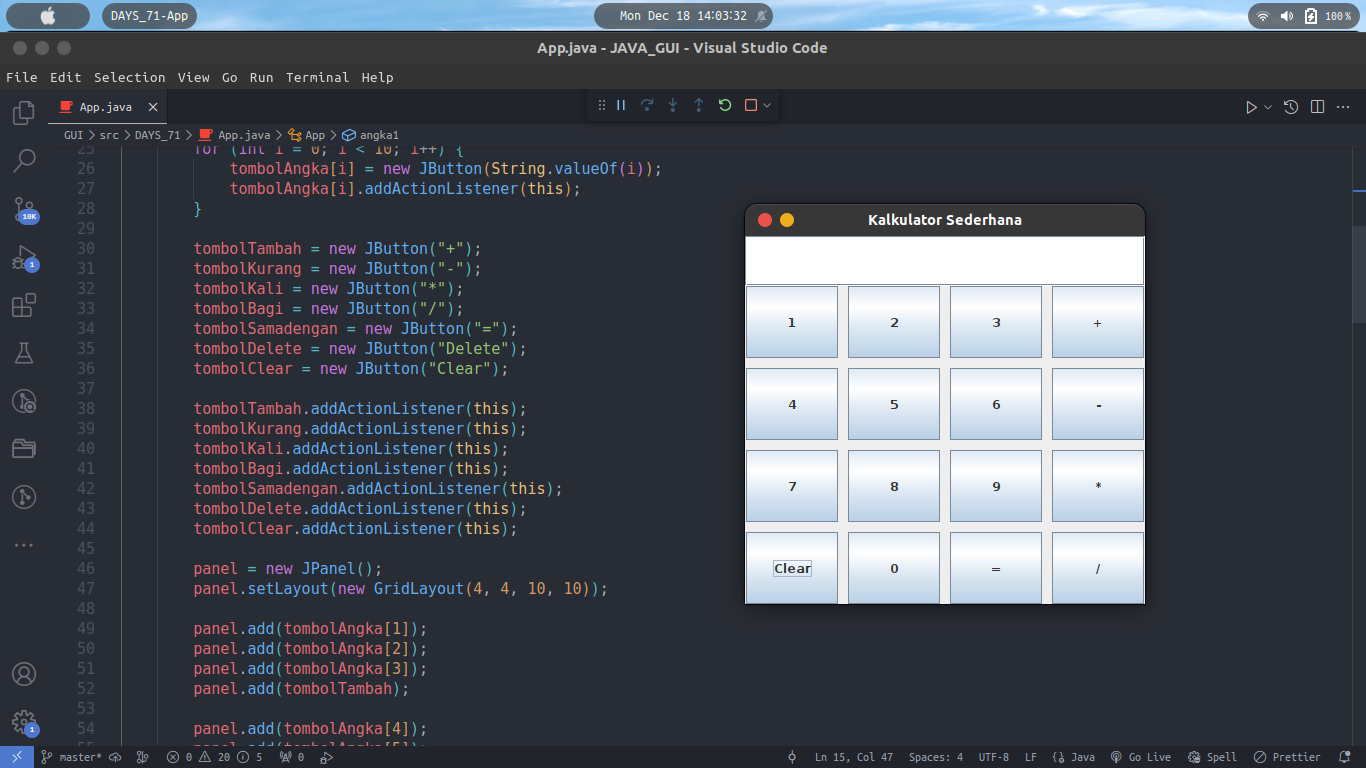 DAYS_71-App
Mon Dec 18 14:03:32
100 %
App.java - JAVA_GUI - Visual Studio Code
File Edit Selection View Go Run Terminal Help
App.java
GUI > src > DAYS_71 > App.java > App > angka1
25 for (int i = 0; i < 10; i++) {
26 tombolAngka[i] = new JButton(String.valueOf(i));
27 tombolAngka[i].addActionListener(this);
28 }
29
30 tombolTambah = new JButton("+");
31 tombolKurang = new JButton("-");
32 tombolKali = new JButton("*");
33 tombolBagi = new JButton("/");
34 tombolSamadengan = new JButton("=");
35 tombolDelete = new JButton("Delete");
36 tombolClear = new JButton("Clear");
37
38 tombolTambah.addActionListener(this);
39 tombolKurang.addActionListener(this);
40 tombolKali.addActionListener(this);
41 tombolBagi.addActionListener(this);
42 tombolSamadengan.addActionListener(this);
43 tombolDelete.addActionListener(this);
44 tombolClear.addActionListener(this);
45
46 panel = new JPanel();
47 panel.setLayout(new GridLayout(4, 4, 10, 10));
48
49 panel.add(tombolAngka[1]);
50 panel.add(tombolAngka[2]);
51 panel.add(tombolAngka[3]);
52 panel.add(tombolTambah);
53
54 panel.add(tombolAngka[4]);
55 panel.add(tombolAngka[5]);
10K
1
1
Kalkulator Sederhana
1 2 3 +
4 5 6 -
7 8 9 *
Clear 0 = /
master* 0 20 5 0 Ln 15, Col 47 Spaces: 4 UTF-8 LF {} Java Go Live Spell Prettier